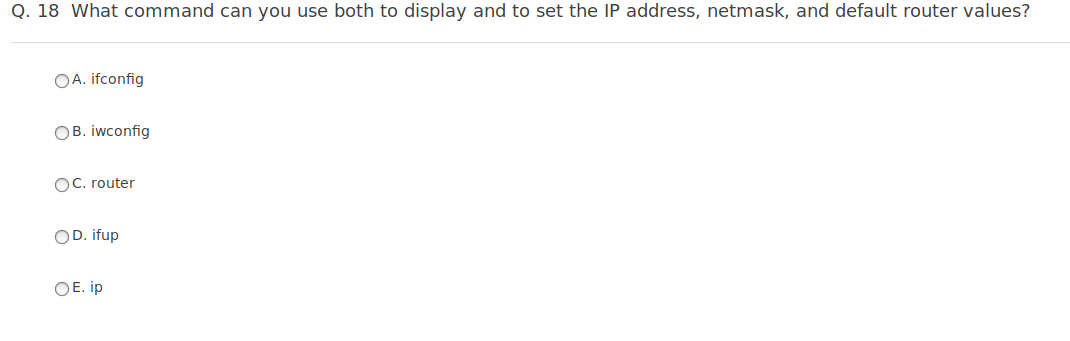 Q. 18 What command can you use both to display and to set the IP address, netmask, and default router values?
A. ifconfig
B. iwconfig
C. router
D. ifup
E. ip